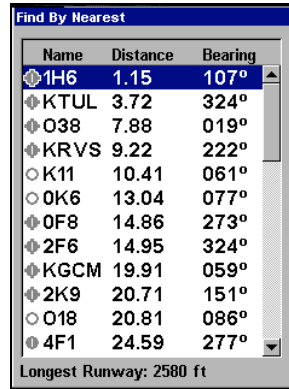 Find By Nearest
Name Distance Bearing
1H6 1.15 107º
KTUL 3.72 324º
O38 7.88 019º
KRVS 9.22 222º
K11 10.41 061º
0K6 13.04 077º
0F8 14.86 273º
2F6 14.95 324º
KGCM 19.91 059º
2K9 20.71 151º
O18 20.81 086º
4F1 24.59 277º
Longest Runway: 2580 ft